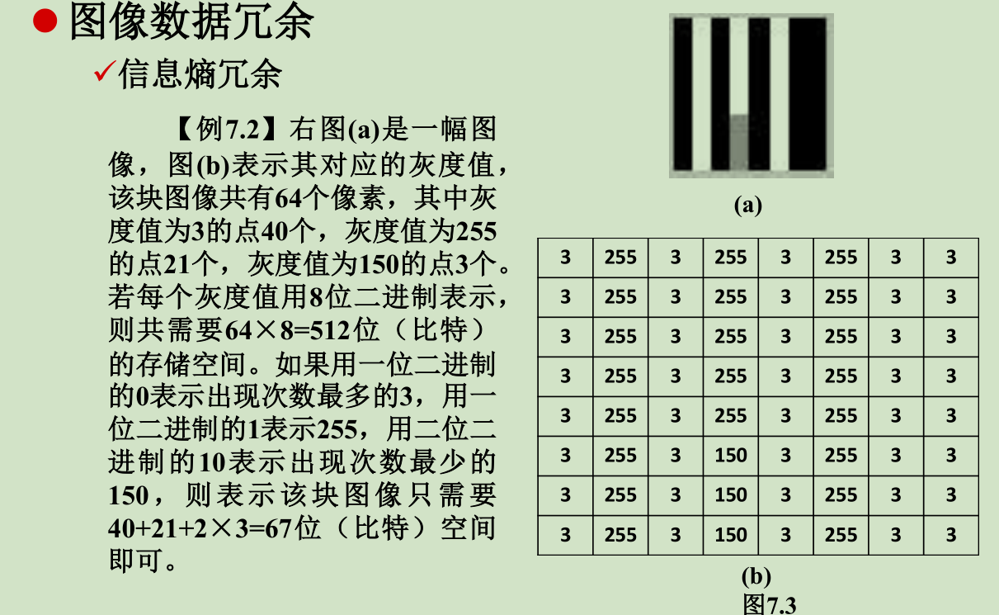 图像数据冗余
信息熵冗余
【例7.2】右图(a)是一幅图
像，图(b)表示其对应的灰度值，
该块图像共有64个像素，其中灰
度值为3的点40个，灰度值为255
的点21个，灰度值为150的点3个。
若每个灰度值用8位二进制表示，
则共需要64×8=512位（比特）
的存储空间。如果用一位二进制
的0表示出现次数最多的3，用一
位二进制的1表示255，用二位二
进制的10表示出现次数最少的
150，则表示该块图像只需要
40+21+2×3=67位（比特）空间
即可。
(a)
3 255 3 255 3 255 3 3
3 255 3 255 3 255 3 3
3 255 3 255 3 255 3 3
3 255 3 255 3 255 3 3
3 255 3 255 3 255 3 3
3 255 3 150 3 255 3 3
3 255 3 150 3 255 3 3
3 255 3 150 3 255 3 3
(b)
图7.3